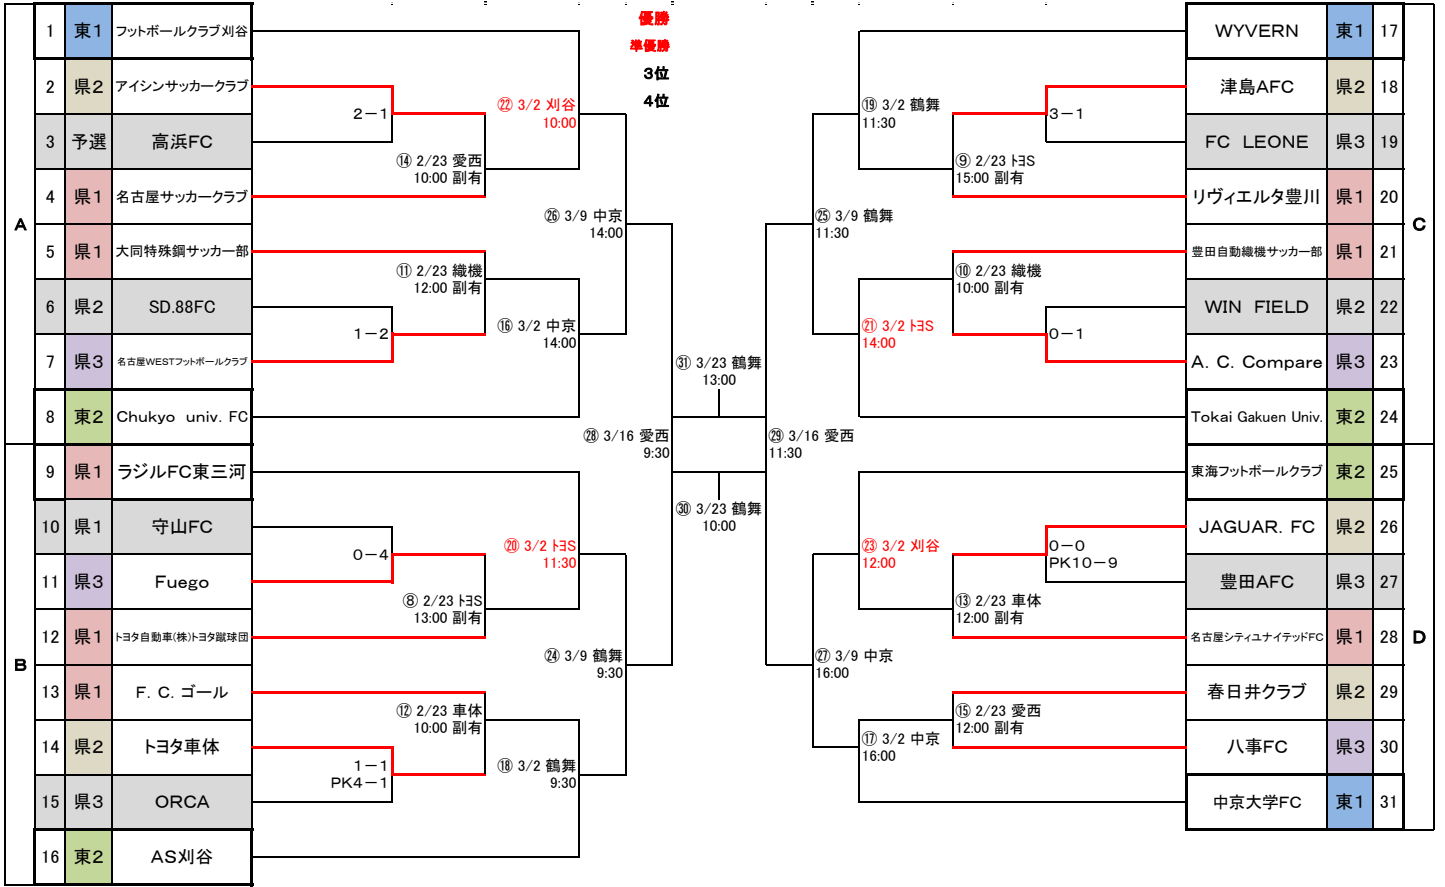 優勝
準優勝
3位
4位
A
1 東1 フットボールクラブ刈谷
2 県2 アイシンサッカークラブ
3 予選 高浜FC
4 県1 名古屋サッカークラブ
5 県1 大同特殊鋼サッカー部
6 県2 SD.88FC
7 県3 名古屋WESTフットボールクラブ
8 東2 Chukyo univ. FC
B
9 県1 ラジルFC東三河
10 県1 守山FC
11 県3 Fuego
12 県1 トヨタ自動車(株)トヨタ蹴球団
13 県1 F. C. ゴール
14 県2 トヨタ車体
15 県3 ORCA
16 東2 AS刈谷
2−1
⑭ 2/23 愛西
10:00 副有
㉒ 3/2 刈谷
10:00
⑪ 2/23 織機
12:00 副有
1−2
⑯ 3/2 中京
14:00
㉖ 3/9 中京
14:00
0−4
⑧ 2/23 トヨS
13:00 副有
⑳ 3/2 トヨS
11:30
⑫ 2/23 車体
10:00 副有
1−1
PK4−1
⑱ 3/2 鶴舞
9:30
㉔ 3/9 鶴舞
9:30
㉘ 3/16 愛西
9:30
㉛ 3/23 鶴舞
13:00
㉚ 3/23 鶴舞
10:00
㉙ 3/16 愛西
11:30
⑲ 3/2 鶴舞
11:30
3−1
⑨ 2/23 トヨS
15:00 副有
㉕ 3/9 鶴舞
11:30
⑩ 2/23 織機
10:00 副有
㉑ 3/2 トヨS
14:00
0−1
㉓ 3/2 刈谷
12:00
0−0
PK10−9
⑬ 2/23 車体
12:00 副有
㉗ 3/9 中京
16:00
⑮ 2/23 愛西
12:00 副有
⑰ 3/2 中京
16:00
C
WYVERN 東1 17
津島AFC 県2 18
FC LEONE 県3 19
リヴィエルタ豊川 県1 20
豊田自動織機サッカー部 県1 21
WIN FIELD 県2 22
A. C. Compare 県3 23
Tokai Gakuen Univ. 東2 24
D
東海フットボールクラブ 東2 25
JAGUAR. FC 県2 26
豊田AFC 県3 27
名古屋シティユナイテッドFC 県1 28
春日井クラブ 県2 29
八事FC 県3 30
中京大学FC 東1 31